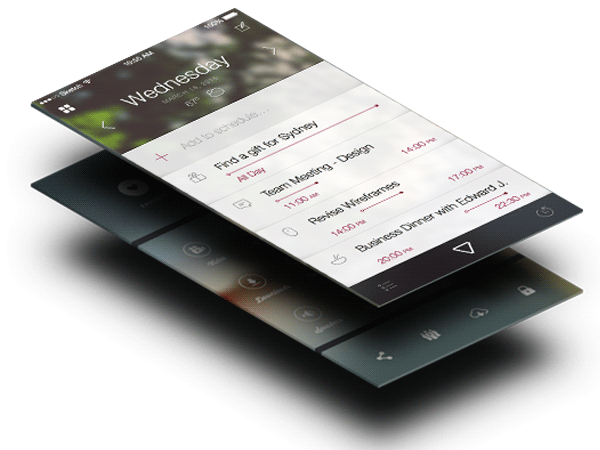 Sketch 10:56 AM 100%
Wednesday
67°
Add to schedule...
Find a gift for Sydney
All Day
Team Meeting - Design
11:00 AM 14:00 PM
Revise Wireframes
14:00 PM 17:00 PM
Business Dinner with Edward J.
20:00 PM 22:30 PM